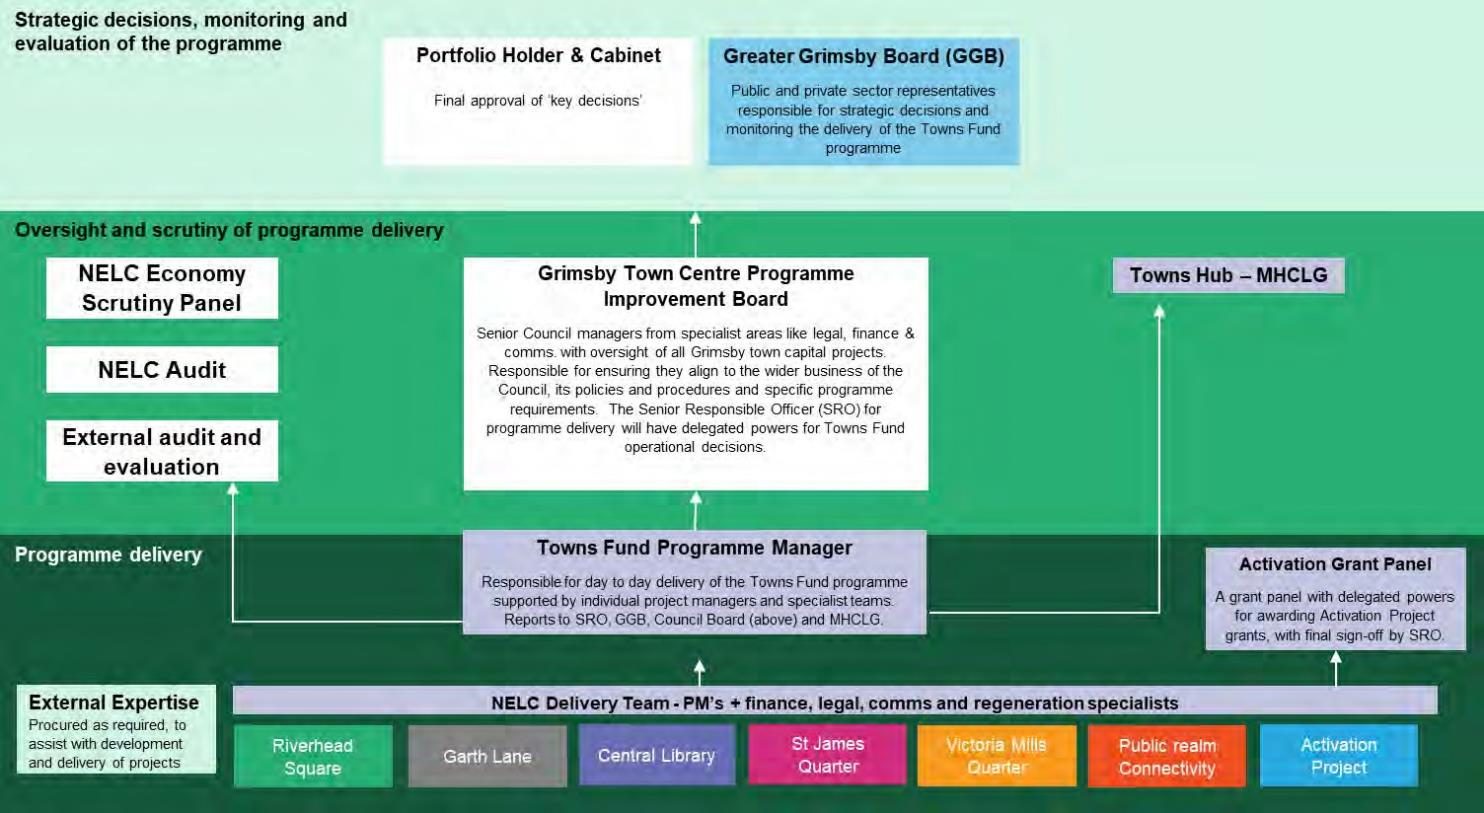 Strategic decisions, monitoring and
evaluation of the programme
Portfolio Holder & Cabinet
Final approval of 'key decisions'
Greater Grimsby Board (GGB)
Public and private sector representatives
responsible for strategic decisions and
monitoring the delivery of the Towns Fund
programme
Oversight and scrutiny of programme delivery
NELC Economy
Scrutiny Panel
NELC Audit
External audit and
evaluation
Grimsby Town Centre Programme
Improvement Board
Senior Council managers from specialist areas like legal, finance &
comms. with oversight of all Grimsby town capital projects.
Responsible for ensuring they align to the wider business of the
Council, its policies and procedures and specific programme
requirements. The Senior Responsible Officer (SRO) for
programme delivery will have delegated powers for Towns Fund
operational decisions.
Towns Hub – MHCLG
Programme delivery
Towns Fund Programme Manager
Responsible for day to day delivery of the Towns Fund programme
supported by individual project managers and specialist teams.
Reports to SRO, GGB, Council Board (above) and MHCLG.
Activation Grant Panel
A grant panel with delegated powers
for awarding Activation Project
grants, with final sign-off by SRO.
External Expertise
Procured as required, to
assist with development
and delivery of projects
NELC Delivery Team - PM's + finance, legal, comms and regeneration specialists
Riverhead
Square
Garth Lane
Central Library
St James
Quarter
Victoria Mills
Quarter
Public realm
Connectivity
Activation
Project